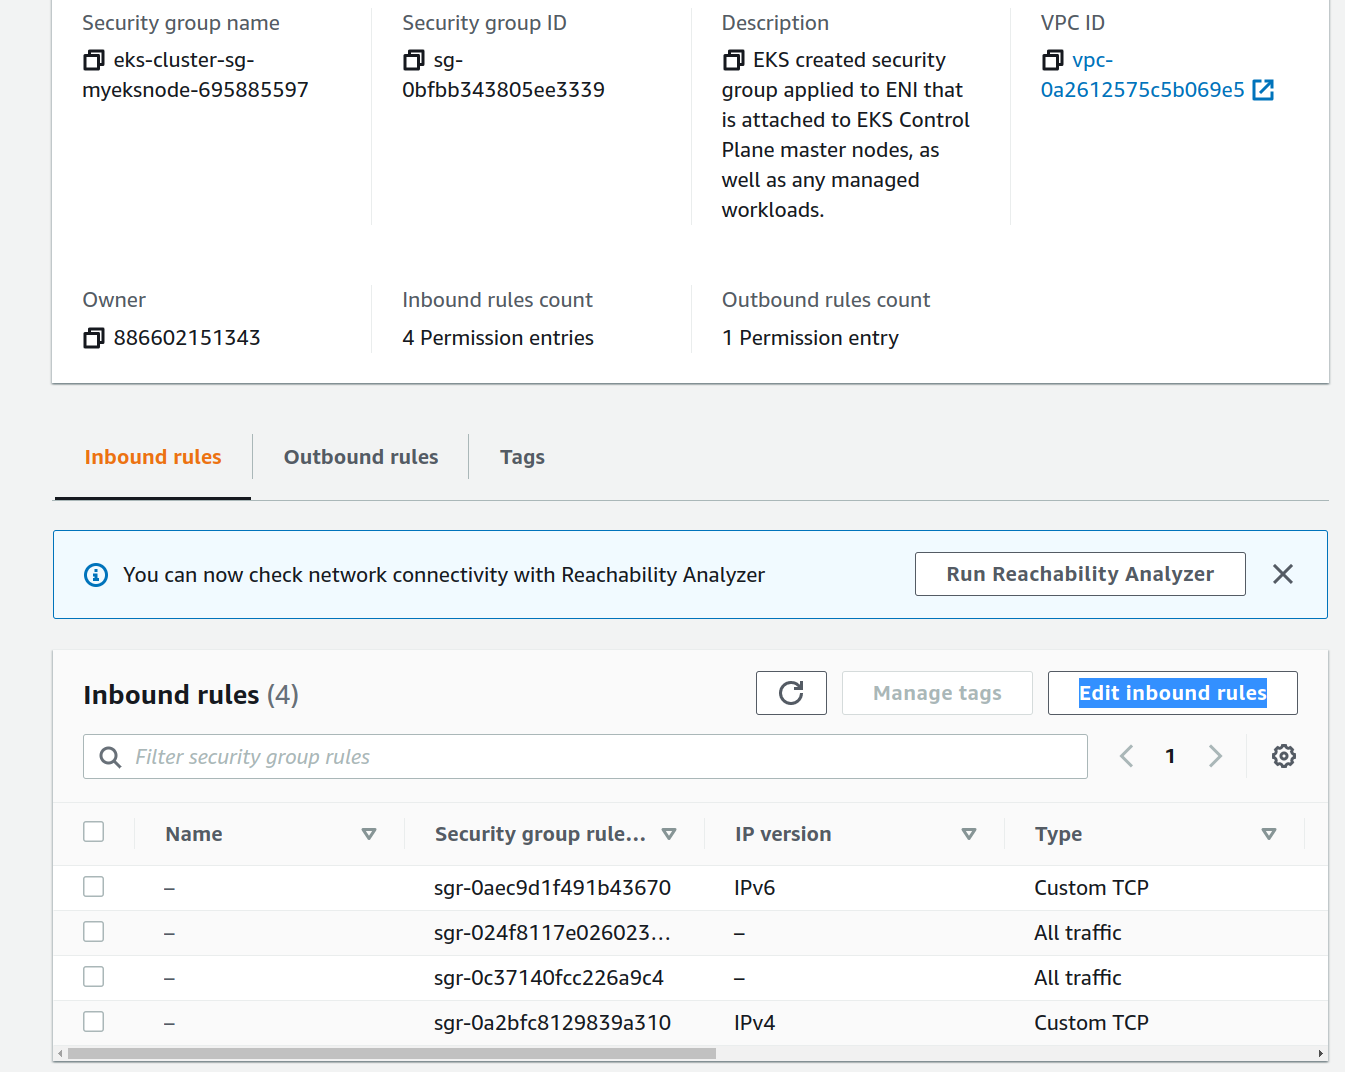 Security group name
eks-cluster-sg-
myeksnode-695885597
Security group ID
sg-
0bfbb343805ee3339
Description
EKS created security
group applied to ENI that
is attached to EKS Control
Plane master nodes, as
well as any managed
workloads.
VPC ID
vpc-
0a2612575c5b069e5
Owner
886602151343
Inbound rules count
4 Permission entries
Outbound rules count
1 Permission entry
Inbound rules Outbound rules Tags
You can now check network connectivity with Reachability Analyzer Run Reachability Analyzer
Inbound rules (4) Manage tags Edit inbound rules
Filter security group rules 1
Name Security group rule... IP version Type
– sgr-0aec9d1f491b43670 IPv6 Custom TCP
– sgr-024f8117e026023... – All traffic
– sgr-0c37140fcc226a9c4 – All traffic
– sgr-0a2bfc8129839a310 IPv4 Custom TCP